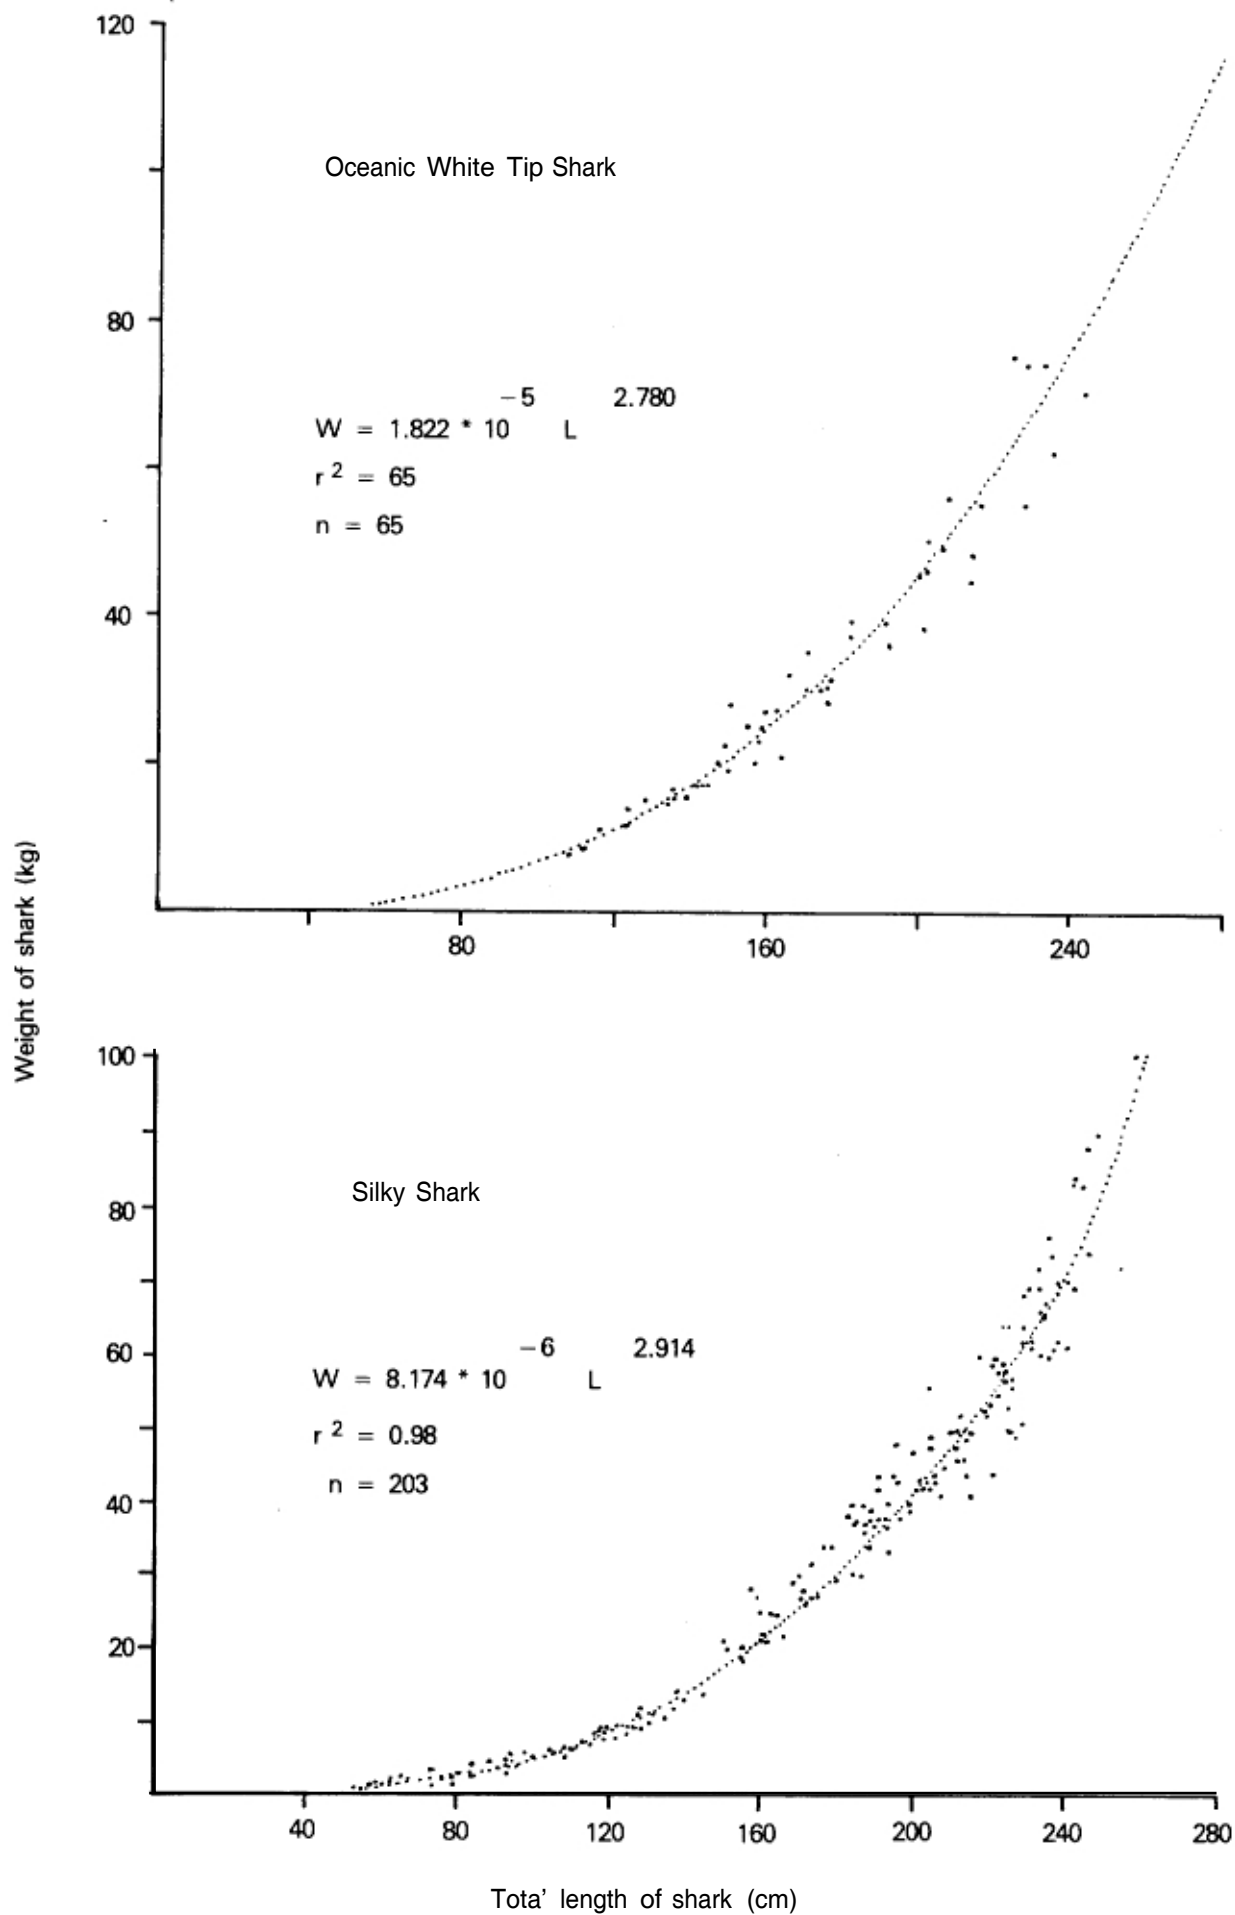 120
Oceanic White Tip Shark
80
−5 2.780
W = 1.822 * 10 L
r 2 = 65
n = 65
40
80 160 240
Weight of shark (kg)
100
Silky Shark
80
−6 2.914
60
W = 8.174 * 10 L
r 2 = 0.98
n = 203
40
20
40 80 120 160 200 240 280
Tota’ length of shark (cm)